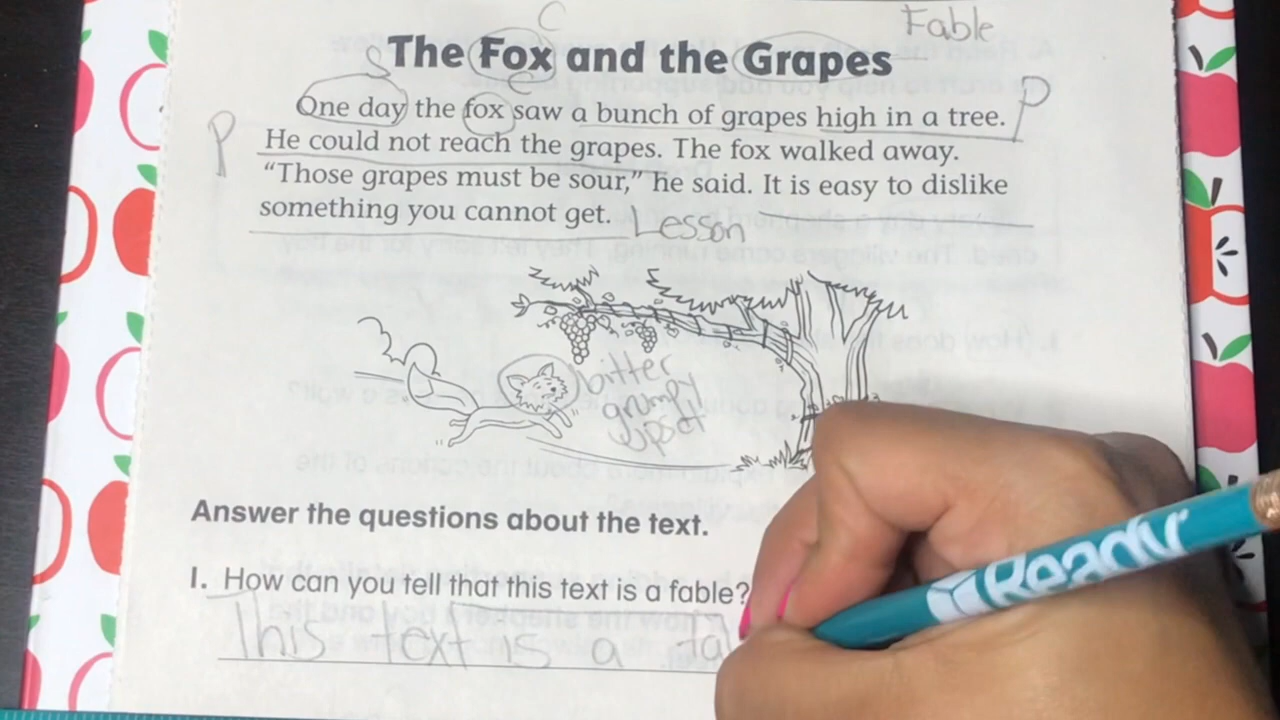 C
Fable
S The Fox and the Grapes
C
One day the fox saw a bunch of grapes high in a tree. P
P He could not reach the grapes. The fox walked away.
“Those grapes must be sour,” he said. It is easy to dislike
something you cannot get. Lesson
bitter
grumpy
upset
Answer the questions about the text.
1. How can you tell that this text is a fable?
This text is a fa
Ready